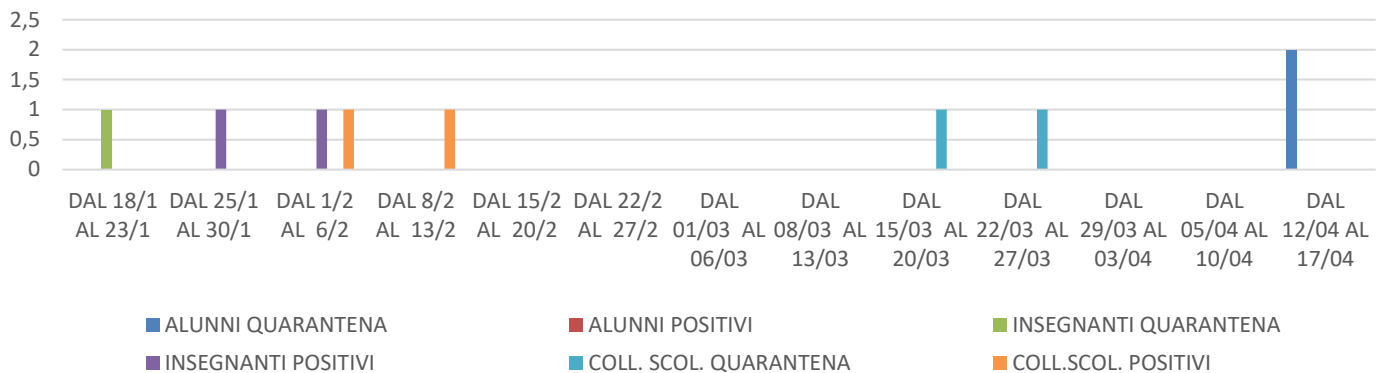 2,5
2
1,5
1
0,5
0
DAL 18/1 DAL 25/1 DAL 1/2 DAL 8/2 DAL 15/2 DAL 22/2 DAL DAL DAL DAL DAL DAL DAL
AL 23/1 AL 30/1 AL 6/2 AL 13/2 AL 20/2 AL 27/2 01/03 AL 08/03 AL 15/03 AL 22/03 AL 29/03 AL 05/04 AL 12/04 AL
06/03 13/03 20/03 27/03 03/04 10/04 17/04
ALUNNI QUARANTENA ALUNNI POSITIVI INSEGNANTI QUARANTENA
INSEGNANTI POSITIVI COLL. SCOL. QUARANTENA COLL.SCOL. POSITIVI